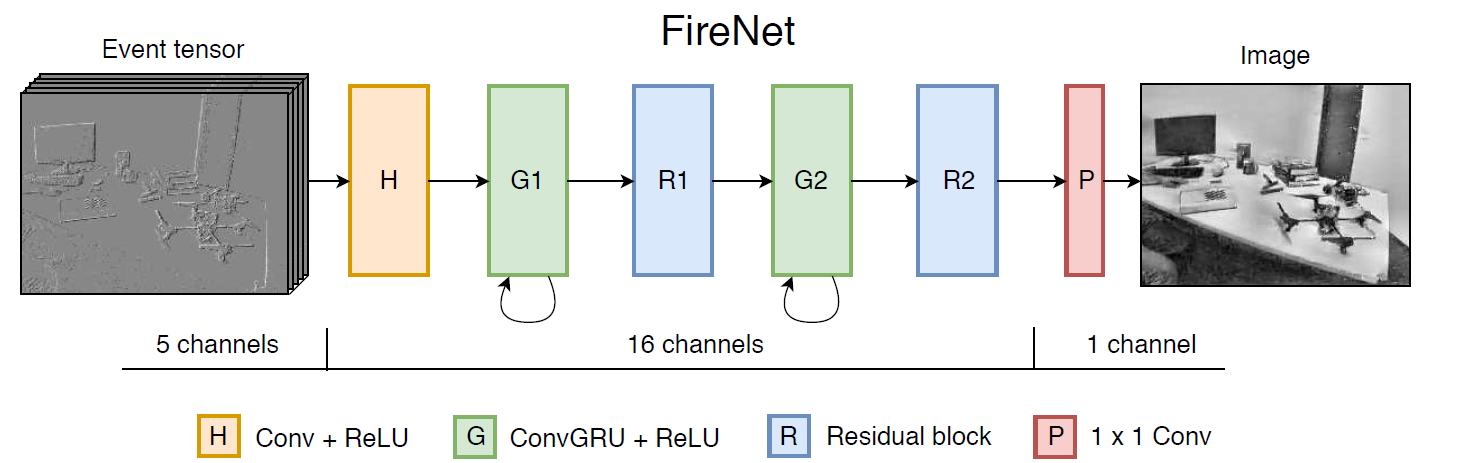 FireNet
Event tensor
Image
H
G1
R1
G2
R2
P
5 channels
16 channels
1 channel
H Conv + ReLU
G ConvGRU + ReLU
R Residual block
P 1 x 1 Conv